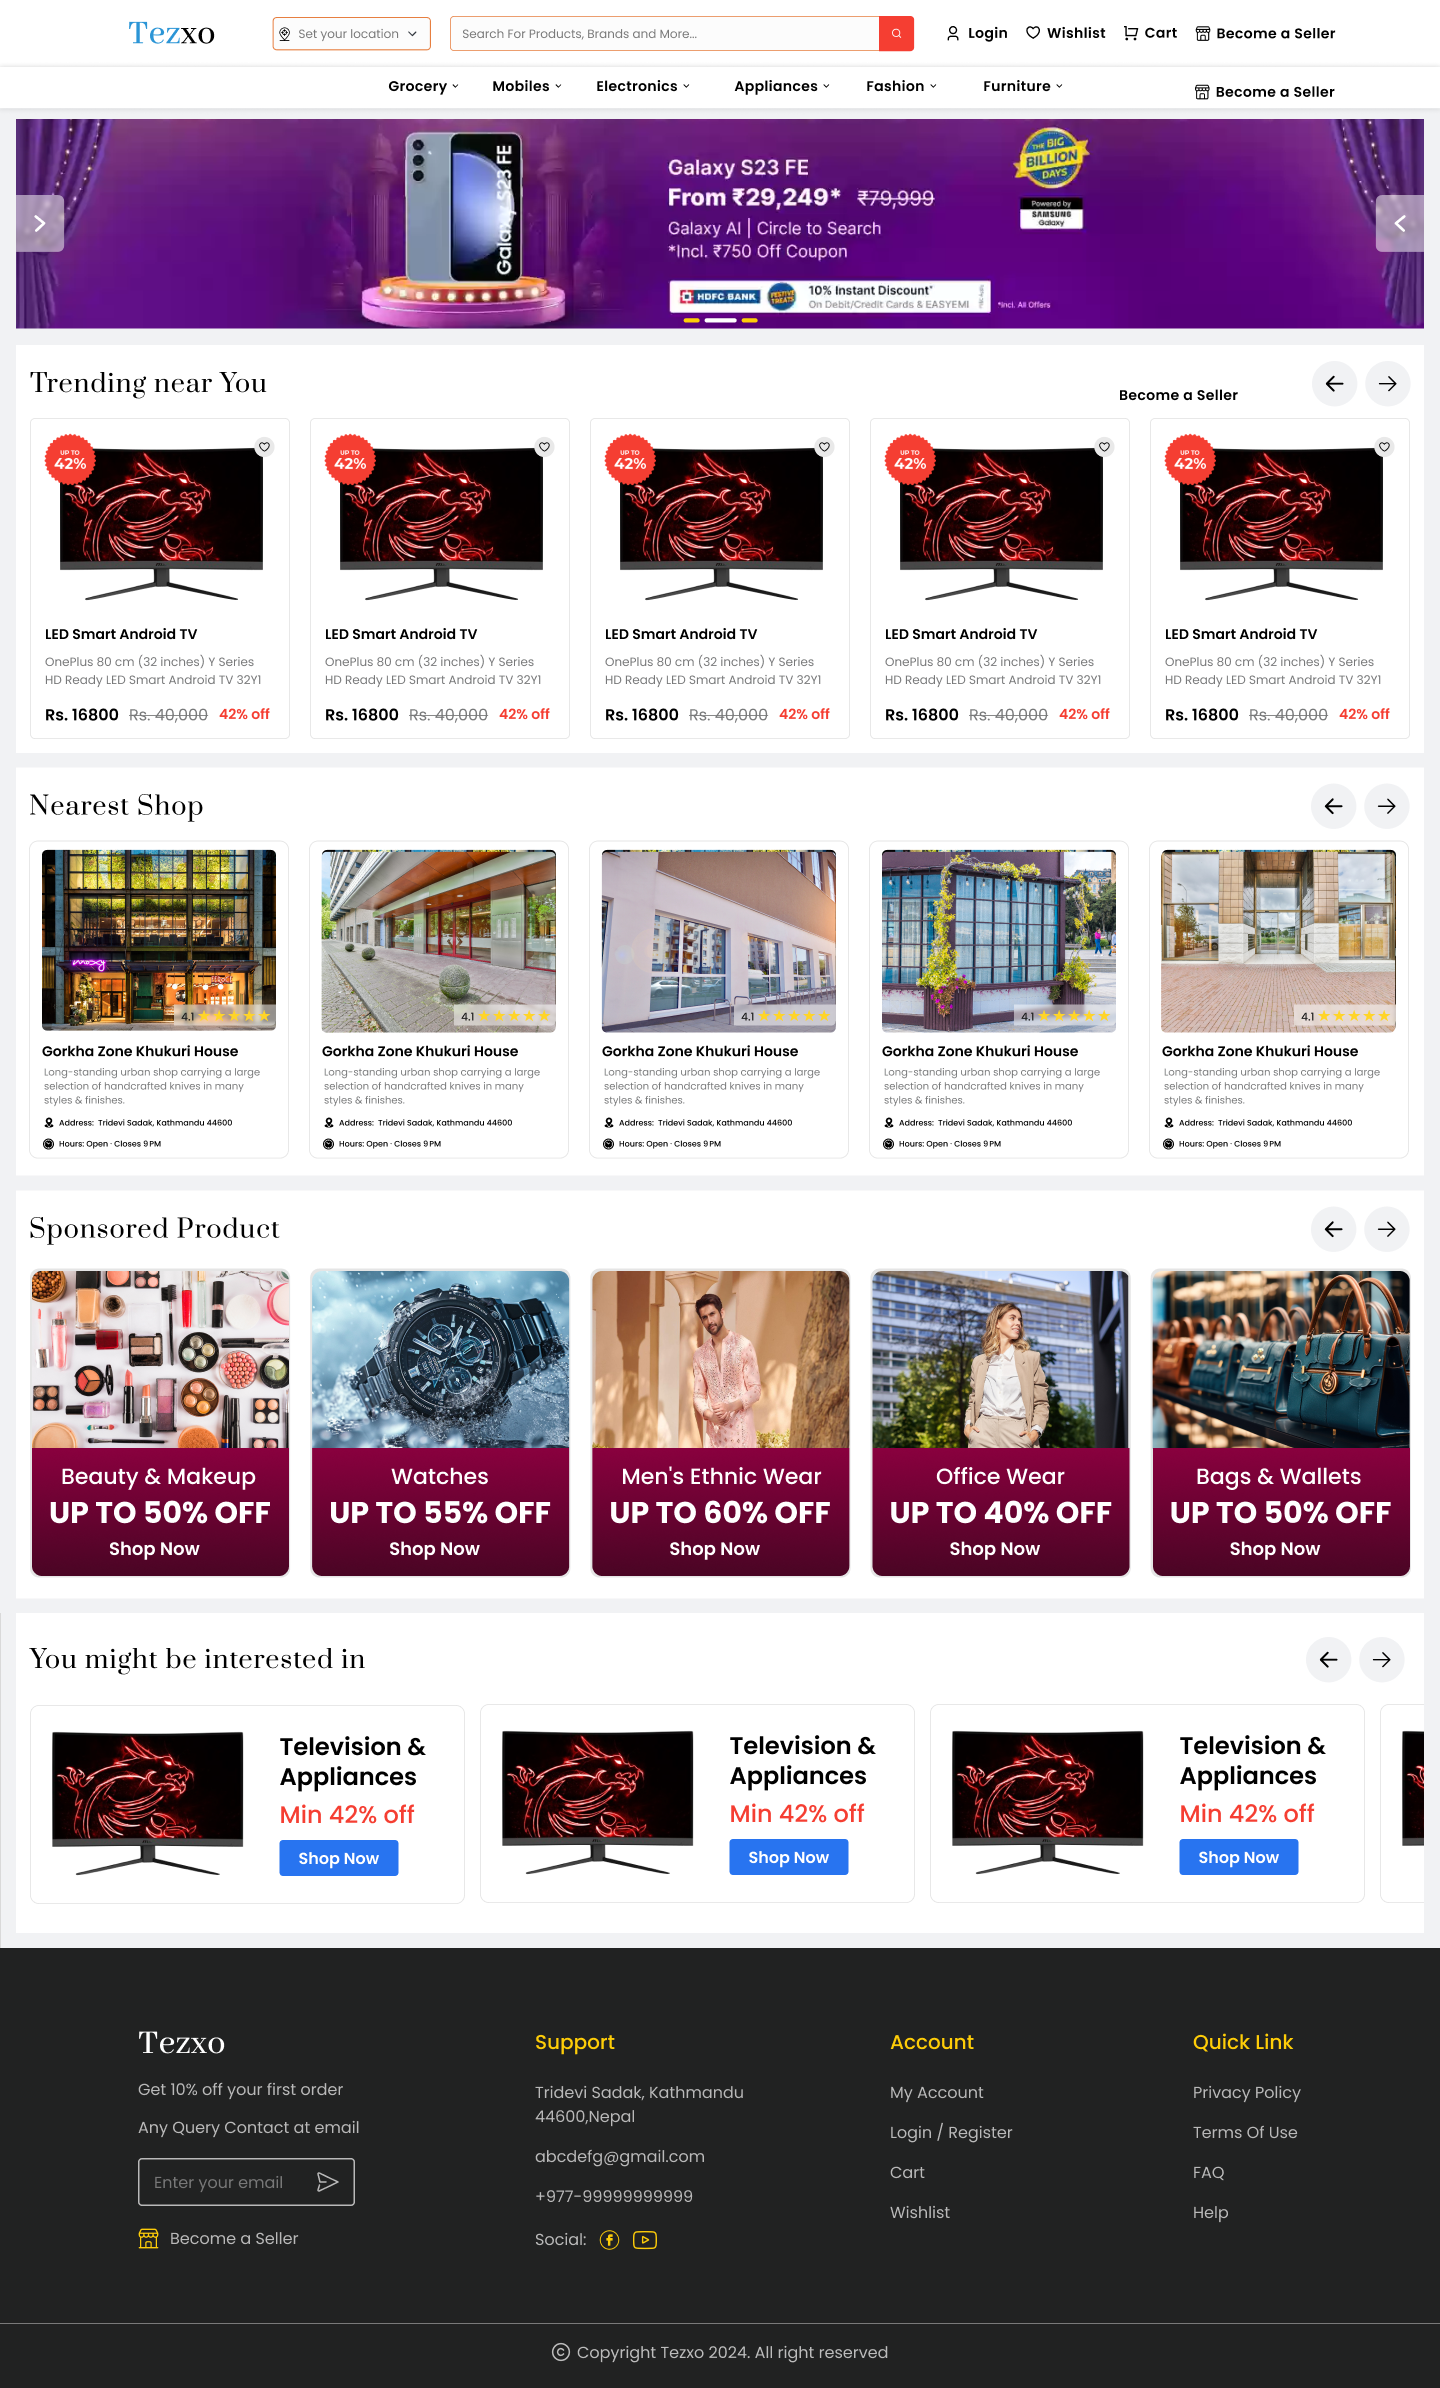 Tezxo
Set your location
Search For Products, Brands and More...
Login
Wishlist
Cart
Become a Seller
Grocery
Mobiles
Electronics
Appliances
Fashion
Furniture
Become a Seller
Galaxy S23 FE
Galaxy S23 FE
From ₹29,249* ₹79,999
Galaxy AI | Circle to Search
*Incl. ₹750 Off Coupon
HDFC BANK
FESTIVE TREATS
10% Instant Discount*
On Debit/Credit Cards & EASYEMI
*Incl. All Offers
THE BIG
BILLION
DAYS
Powered by
SAMSUNG
Galaxy
Trending near You
Become a Seller
UP TO
42%
UP TO
42%
UP TO
42%
UP TO
42%
UP TO
42%
LED Smart Android TV
OnePlus 80 cm (32 inches) Y Series
HD Ready LED Smart Android TV 32Y1
Rs. 16800 Rs. 40,000 42% off
LED Smart Android TV
OnePlus 80 cm (32 inches) Y Series
HD Ready LED Smart Android TV 32Y1
Rs. 16800 Rs. 40,000 42% off
LED Smart Android TV
OnePlus 80 cm (32 inches) Y Series
HD Ready LED Smart Android TV 32Y1
Rs. 16800 Rs. 40,000 42% off
LED Smart Android TV
OnePlus 80 cm (32 inches) Y Series
HD Ready LED Smart Android TV 32Y1
Rs. 16800 Rs. 40,000 42% off
LED Smart Android TV
OnePlus 80 cm (32 inches) Y Series
HD Ready LED Smart Android TV 32Y1
Rs. 16800 Rs. 40,000 42% off
Nearest Shop
moxy
4.1
Gorkha Zone Khukuri House
Long-standing urban shop carrying a large
selection of handcrafted knives in many
styles & finishes.
Address: Tridevi Sadak, Kathmandu 44600
Hours: Open · Closes 9 PM
4.1
Gorkha Zone Khukuri House
Long-standing urban shop carrying a large
selection of handcrafted knives in many
styles & finishes.
Address: Tridevi Sadak, Kathmandu 44600
Hours: Open · Closes 9 PM
4.1
Gorkha Zone Khukuri House
Long-standing urban shop carrying a large
selection of handcrafted knives in many
styles & finishes.
Address: Tridevi Sadak, Kathmandu 44600
Hours: Open · Closes 9 PM
4.1
Gorkha Zone Khukuri House
Long-standing urban shop carrying a large
selection of handcrafted knives in many
styles & finishes.
Address: Tridevi Sadak, Kathmandu 44600
Hours: Open · Closes 9 PM
4.1
Gorkha Zone Khukuri House
Long-standing urban shop carrying a large
selection of handcrafted knives in many
styles & finishes.
Address: Tridevi Sadak, Kathmandu 44600
Hours: Open · Closes 9 PM
Sponsored Product
Beauty & Makeup
UP TO 50% OFF
Shop Now
Watches
UP TO 55% OFF
Shop Now
Men's Ethnic Wear
UP TO 60% OFF
Shop Now
Office Wear
UP TO 40% OFF
Shop Now
Bags & Wallets
UP TO 50% OFF
Shop Now
You might be interested in
Television &
Appliances
Min 42% off
Shop Now
Television &
Appliances
Min 42% off
Shop Now
Television &
Appliances
Min 42% off
Shop Now
Tezxo
Get 10% off your first order
Any Query Contact at email
Enter your email
Become a Seller
Support
Tridevi Sadak, Kathmandu
44600,Nepal
abcdefg@gmail.com
+977-99999999999
Social:
Account
My Account
Login / Register
Cart
Wishlist
Quick Link
Privacy Policy
Terms Of Use
FAQ
Help
© Copyright Tezxo 2024. All right reserved